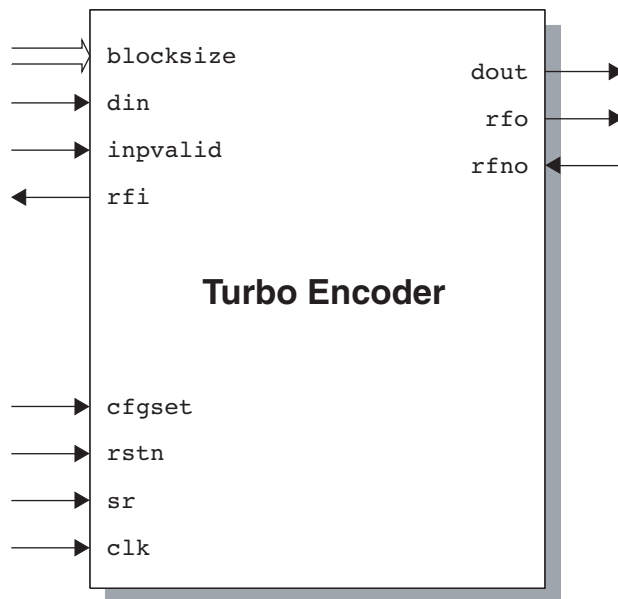 blocksize
din
inpvalid
rfi
dout
rfo
rfno
Turbo Encoder
cfgset
rstn
sr
clk